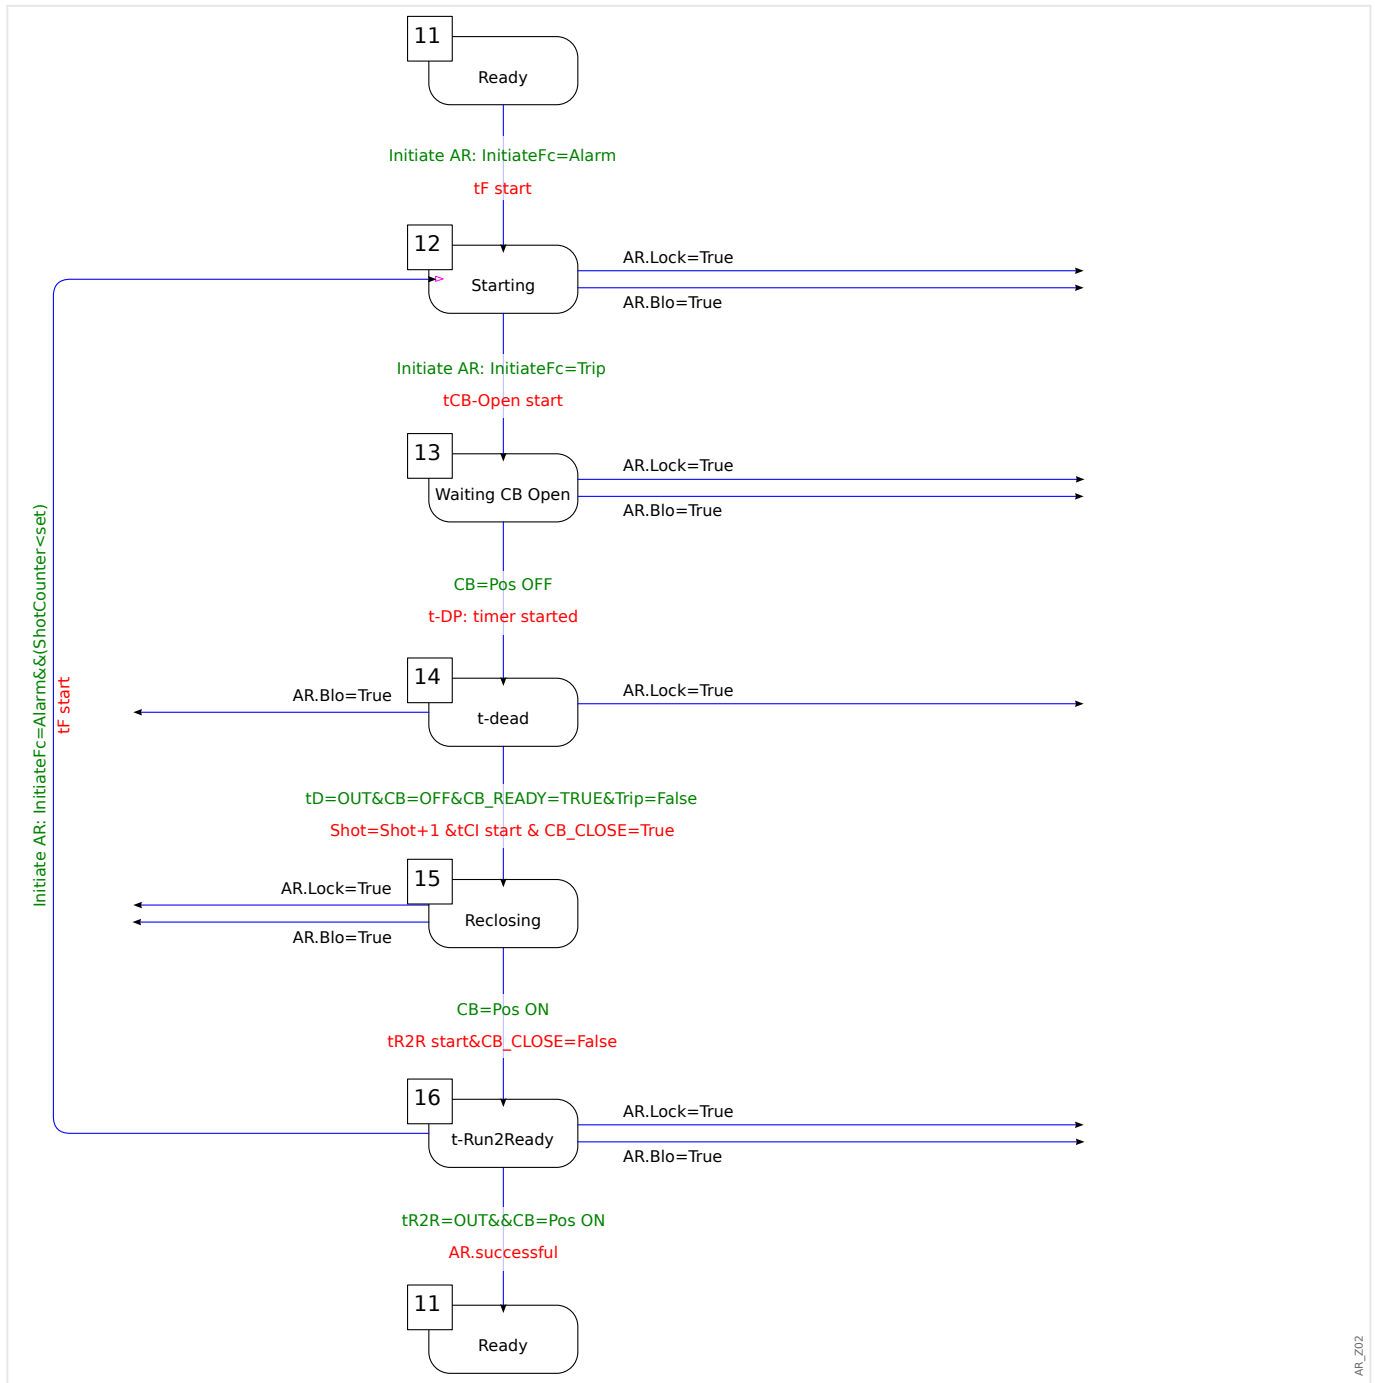 11
Ready
Initiate AR: InitiateFc=Alarm
tF start
12
Starting
AR.Lock=True
AR.Blo=True
Initiate AR: InitiateFc=Trip
tCB-Open start
13
Waiting CB Open
AR.Lock=True
AR.Blo=True
CB=Pos OFF
t-DP: timer started
Initiate AR: InitiateFc=Alarm&&(ShotCounter<set)
tF start
14
t-dead
AR.Blo=True
AR.Lock=True
tD=OUT&CB=OFF&CB_READY=TRUE&Trip=False
Shot=Shot+1 &tCl start & CB_CLOSE=True
15
Reclosing
AR.Lock=True
AR.Blo=True
CB=Pos ON
tR2R start&CB_CLOSE=False
16
t-Run2Ready
AR.Lock=True
AR.Blo=True
tR2R=OUT&&CB=Pos ON
AR.successful
11
Ready
AR_Z02